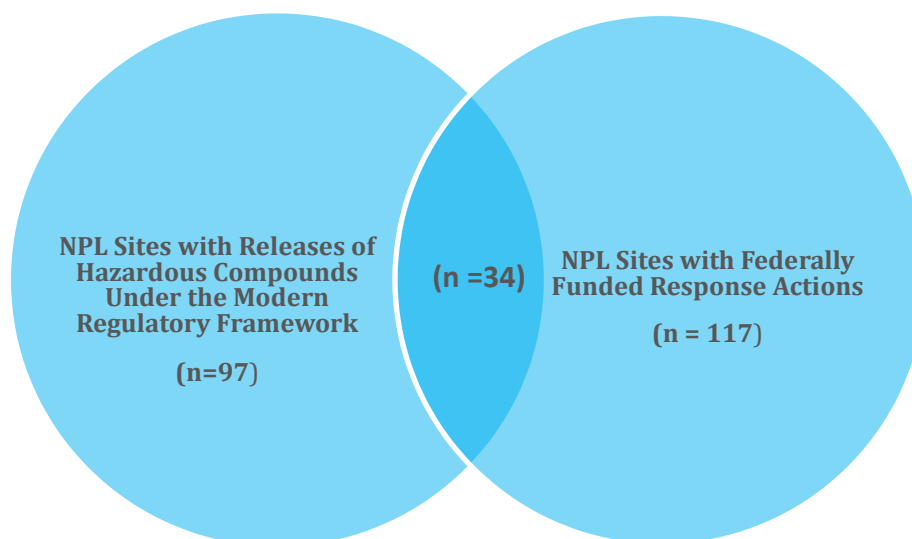 NPL Sites with Releases of
Hazardous Compounds
Under the Modern
Regulatory Framework
(n=97)
(n =34)
NPL Sites with Federally
Funded Response Actions
(n = 117)